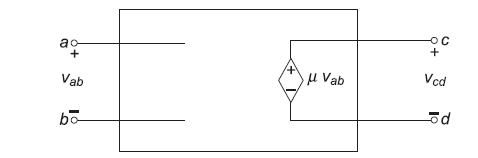 a c
+ + +
v_ab μ v_ab v_cd
− − −
b d